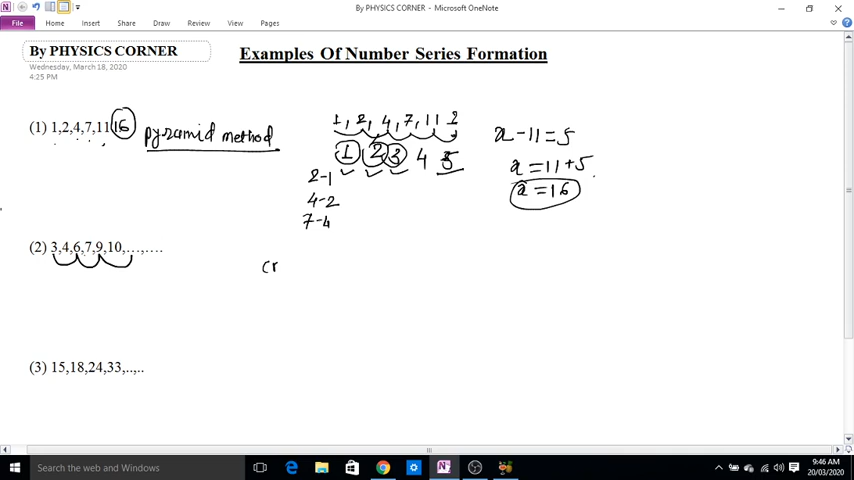 By PHYSICS CORNER - Microsoft OneNote
File Home Insert Share Draw History Review Pages View
By PHYSICS CORNER
Wednesday, March 18, 2020
4:25 PM
Examples Of Number Series Formation
(1) 1,2,4,7,11 16
pyramid method
1, 2, 4, 7, 11
1 2 3 4 5
2-1
4-2
7-4
x - 11 = 5
x = 11 + 5
x = 16
(2) 3,4,6,7,9,10,...,....
(r
(3) 15,18,24,33,..,..
Search the web and Windows
9:46 AM
20/03/2020